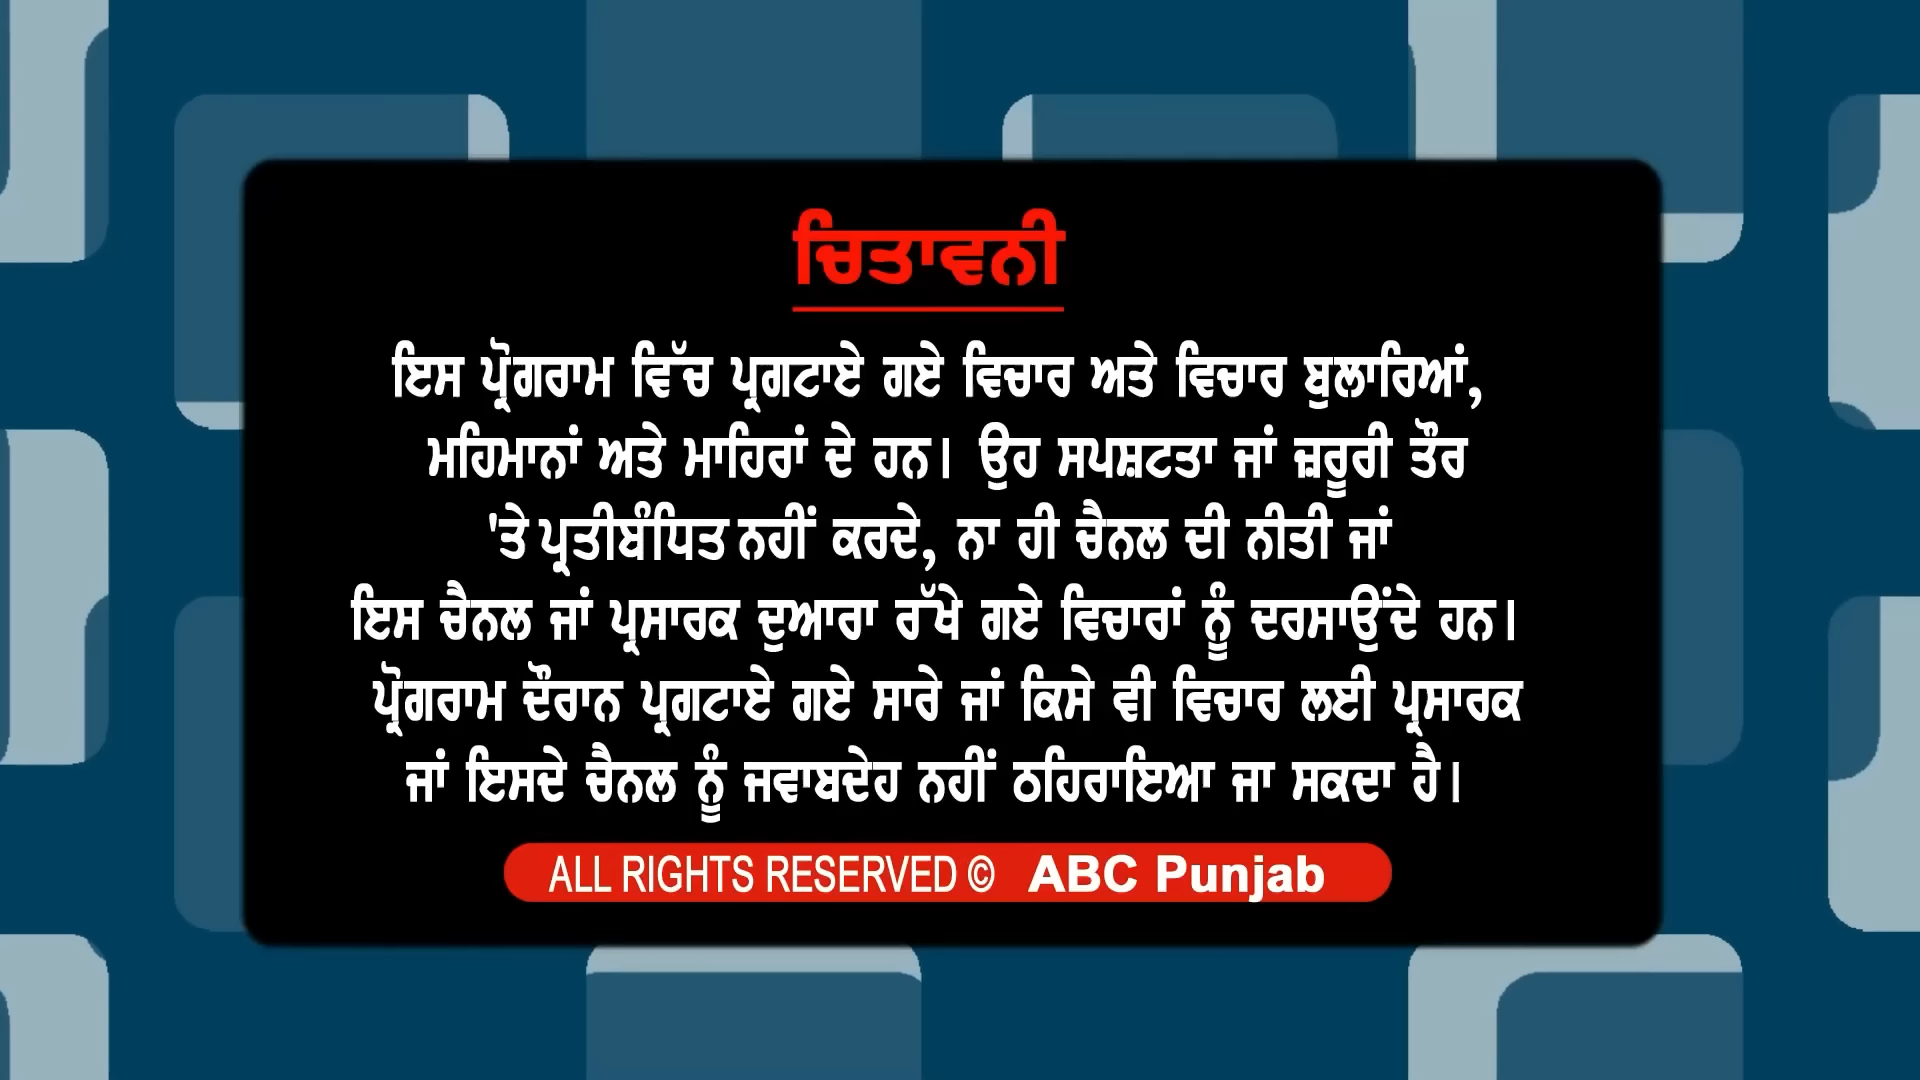 ਚਿਤਾਵਨੀ
ਇਸ ਪ੍ਰੋਗਰਾਮ ਵਿੱਚ ਪ੍ਰਗਟਾਏ ਗਏ ਵਿਚਾਰ ਅਤੇ ਵਿਚਾਰ ਬੁਲਾਰਿਆਂ,
ਮਹਿਮਾਨਾਂ ਅਤੇ ਮਾਹਿਰਾਂ ਦੇ ਹਨ। ਉਹ ਸਪਸ਼ਟਤਾ ਜਾਂ ਜ਼ਰੂਰੀ ਤੌਰ
'ਤੇ ਪ੍ਰਤੀਬੰਧਿਤ ਨਹੀਂ ਕਰਦੇ, ਨਾ ਹੀ ਚੈਨਲ ਦੀ ਨੀਤੀ ਜਾਂ
ਇਸ ਚੈਨਲ ਜਾਂ ਪ੍ਰਸਾਰਕ ਦੁਆਰਾ ਰੱਖੇ ਗਏ ਵਿਚਾਰਾਂ ਨੂੰ ਦਰਸਾਉਂਦੇ ਹਨ।
ਪ੍ਰੋਗਰਾਮ ਦੌਰਾਨ ਪ੍ਰਗਟਾਏ ਗਏ ਸਾਰੇ ਜਾਂ ਕਿਸੇ ਵੀ ਵਿਚਾਰ ਲਈ ਪ੍ਰਸਾਰਕ
ਜਾਂ ਇਸਦੇ ਚੈਨਲ ਨੂੰ ਜਵਾਬਦੇਹ ਨਹੀਂ ਠਹਿਰਾਇਆ ਜਾ ਸਕਦਾ ਹੈ।
ALL RIGHTS RESERVED © ABC Punjab